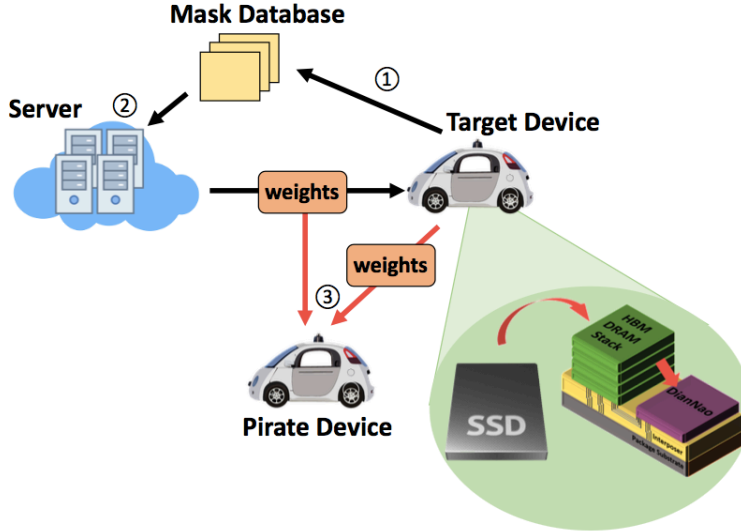 Mask Database
①
Server
②
Target Device
weights
weights
③
Pirate Device
HBM
DRAM
Stack
DianNao
SSD
Interposer
Package Substrate